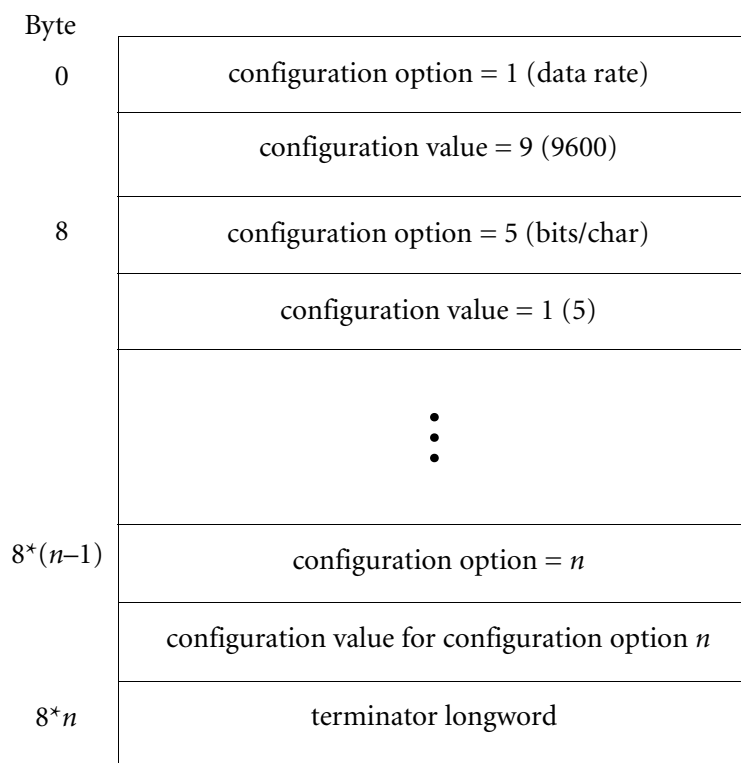 Byte
0 configuration option = 1 (data rate)
configuration value = 9 (9600)
8 configuration option = 5 (bits/char)
configuration value = 1 (5)
8*(n–1) configuration option = n
configuration value for configuration option n
8*n terminator longword